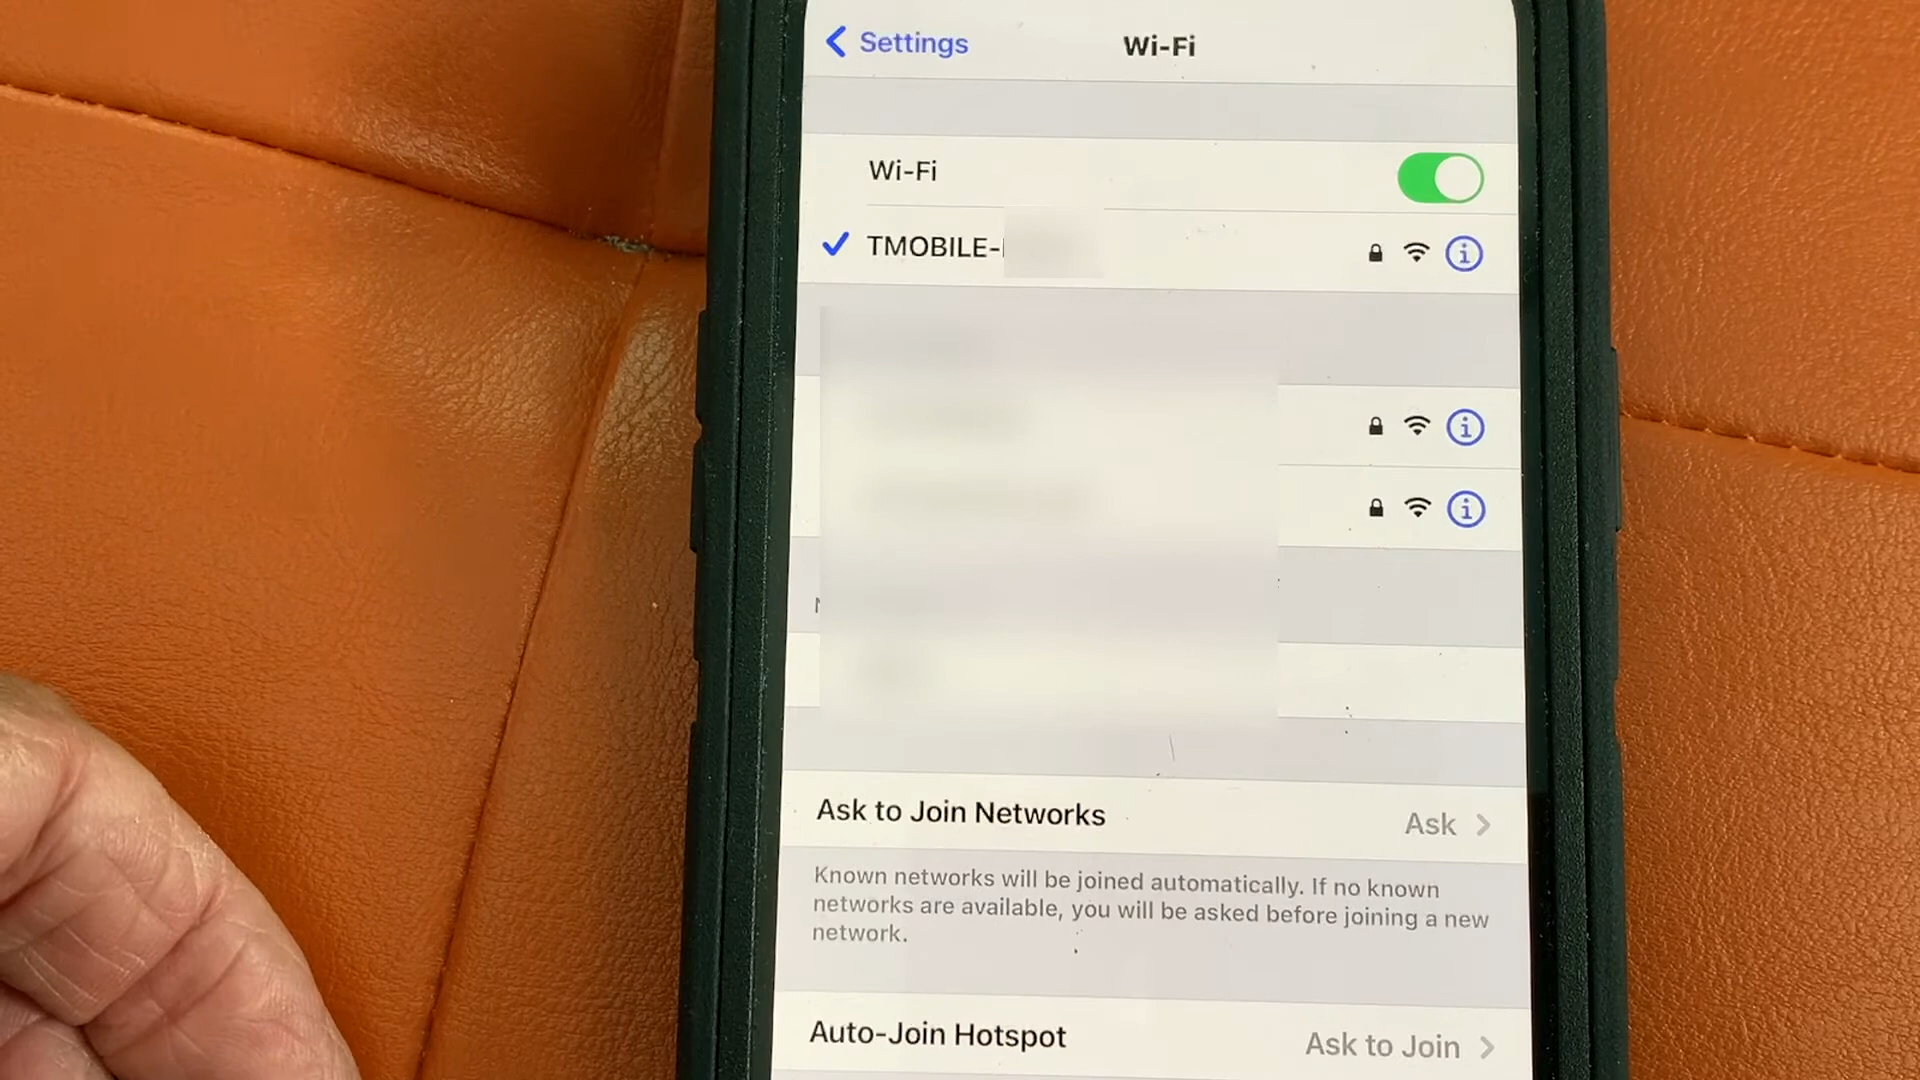 Settings
Wi-Fi
Wi-Fi
TMOBILE-
Ask to Join Networks
Ask
Known networks will be joined automatically. If no known
networks are available, you will be asked before joining a new
network.
Auto-Join Hotspot
Ask to Join